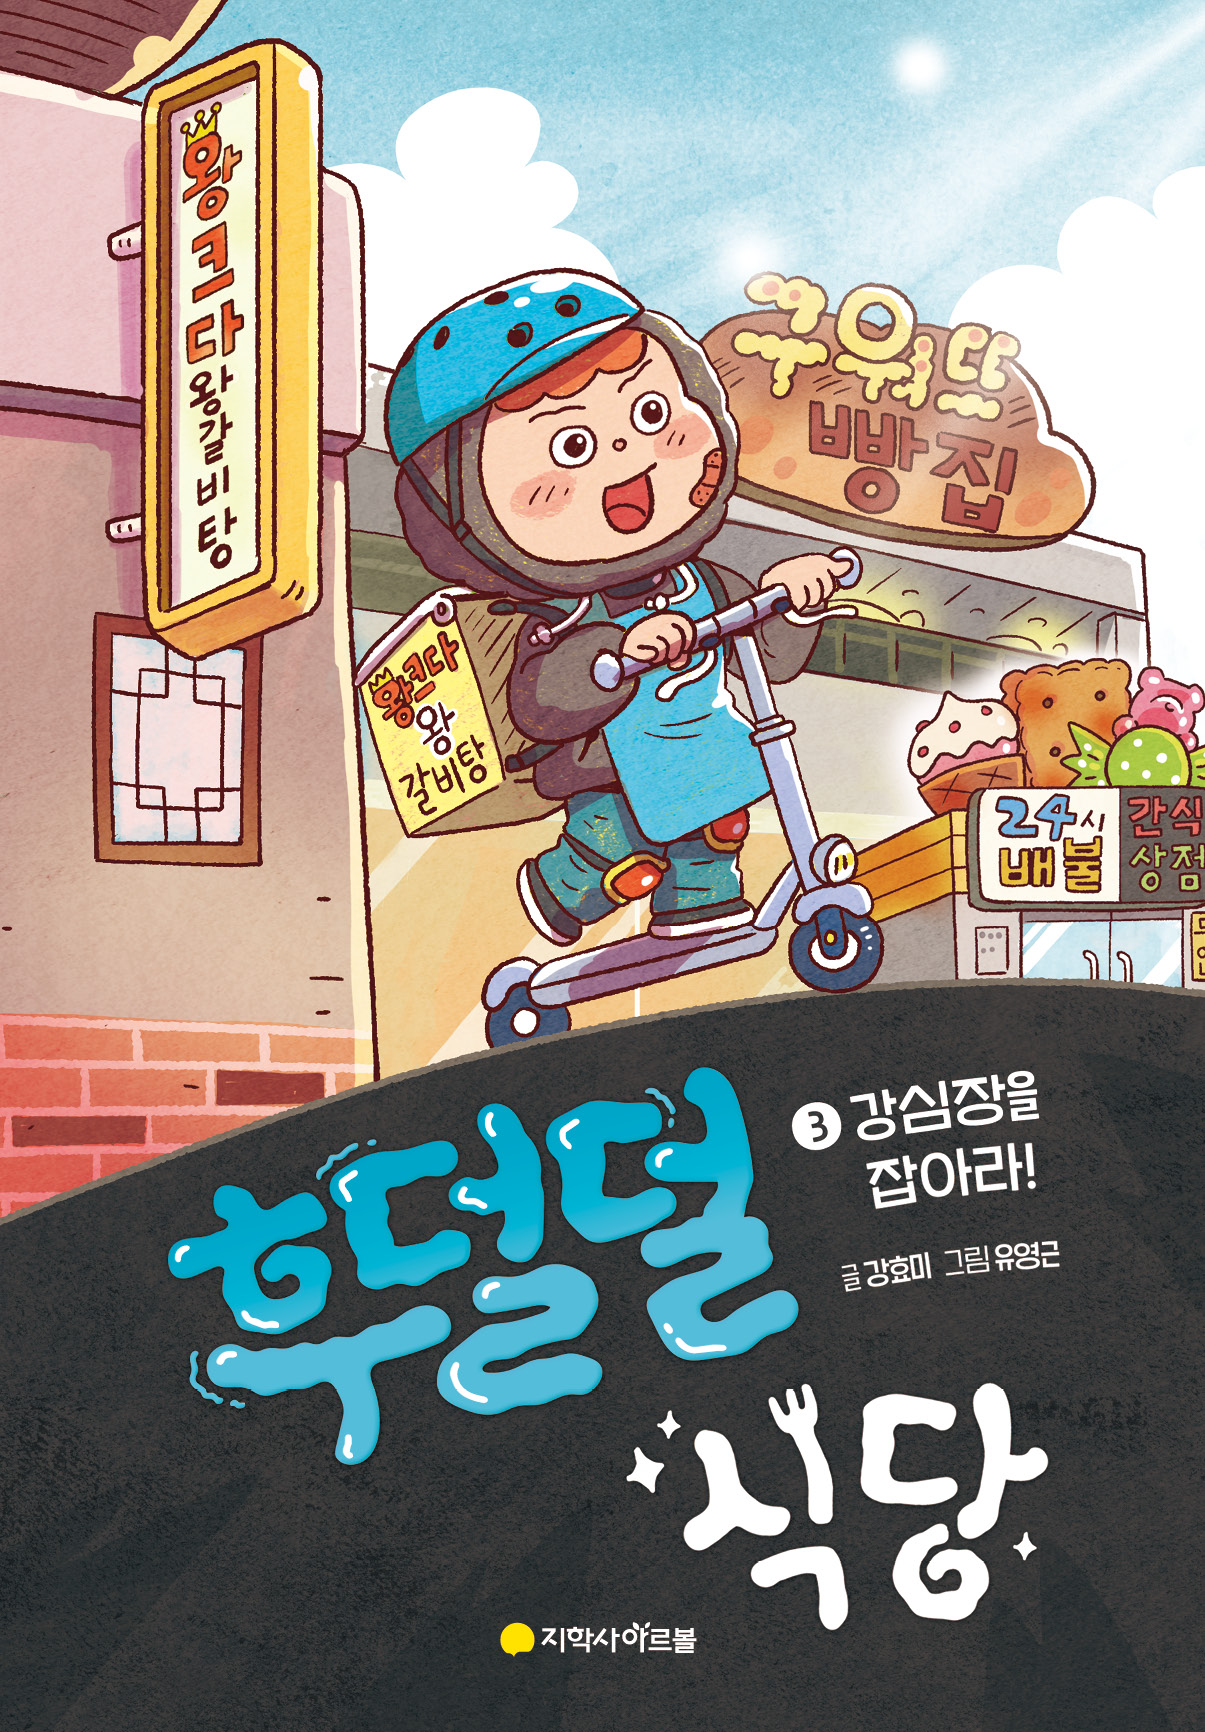 왕크다
왕갈비탕
구워뜨
빵집
왕크다
왕
갈비탕
24시
배불
간식
상점
후덜덜
식당
3 강심장을
잡아라!
글 강효미 그림 유영근
지학사아르볼